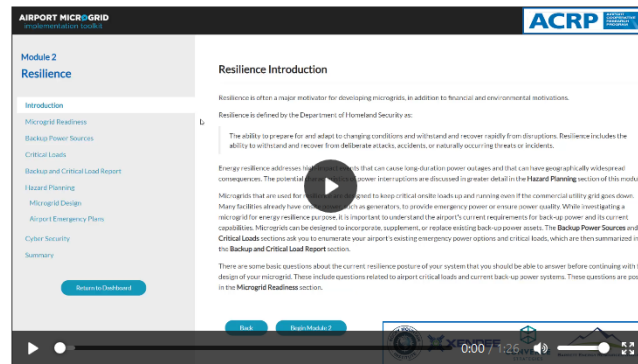 AIRPORT MICROGRID
implementation toolkit
ACRP
AIRPORT
COOPERATIVE
RESEARCH
PROGRAM
Module 2
Resilience
Introduction
Microgrid Readiness
Backup Power Sources
Critical Loads
Backup and Critical Load Report
Hazard Planning
Microgrid Design
Airport Emergency Plans
Cyber Security
Summary
Return to Dashboard
Resilience Introduction
Resilience is often a major motivator for developing microgrids, in addition to financial and environmental motivations.
Resilience is defined by the Department of Homeland Security as:
The ability to prepare for and adapt to changing conditions and withstand and recover rapidly from disruptions. Resilience includes the
ability to withstand and recover from deliberate attacks, accidents, or naturally occurring threats or incidents.
Energy resilience addresses high impact events that can cause long-duration power outages and that can have geographically widespread
consequences. The potential power interruptions are discussed in greater detail in the Hazard Planning section of this modu
Microgrids that are used for designed to keep critical onsite loads up and running even if the commercial utility grid goes down.
Many facilities already have such as generators, to provide emergency power or ensure power quality. While investigating a
microgrid for energy resilience purpose, it is important to understand the airport's current requirements for back-up power and its current
capabilities. Microgrids can be designed to incorporate, supplement, or replace existing back-up power assets. The Backup Power Sources and
Critical Loads sections ask you to enumerate your airport's existing emergency power options and critical loads, which are then summarized in
the Backup and Critical Load Report section.
There are some basic questions about the current resilience posture of your system that you should be able to answer before continuing with t
design of your microgrid. These include questions related to airport critical loads and current back-up power systems. These questions are pos
in the Microgrid Readiness section.
Back
Begin Module 2
XENDEE
0:00 / 1:26